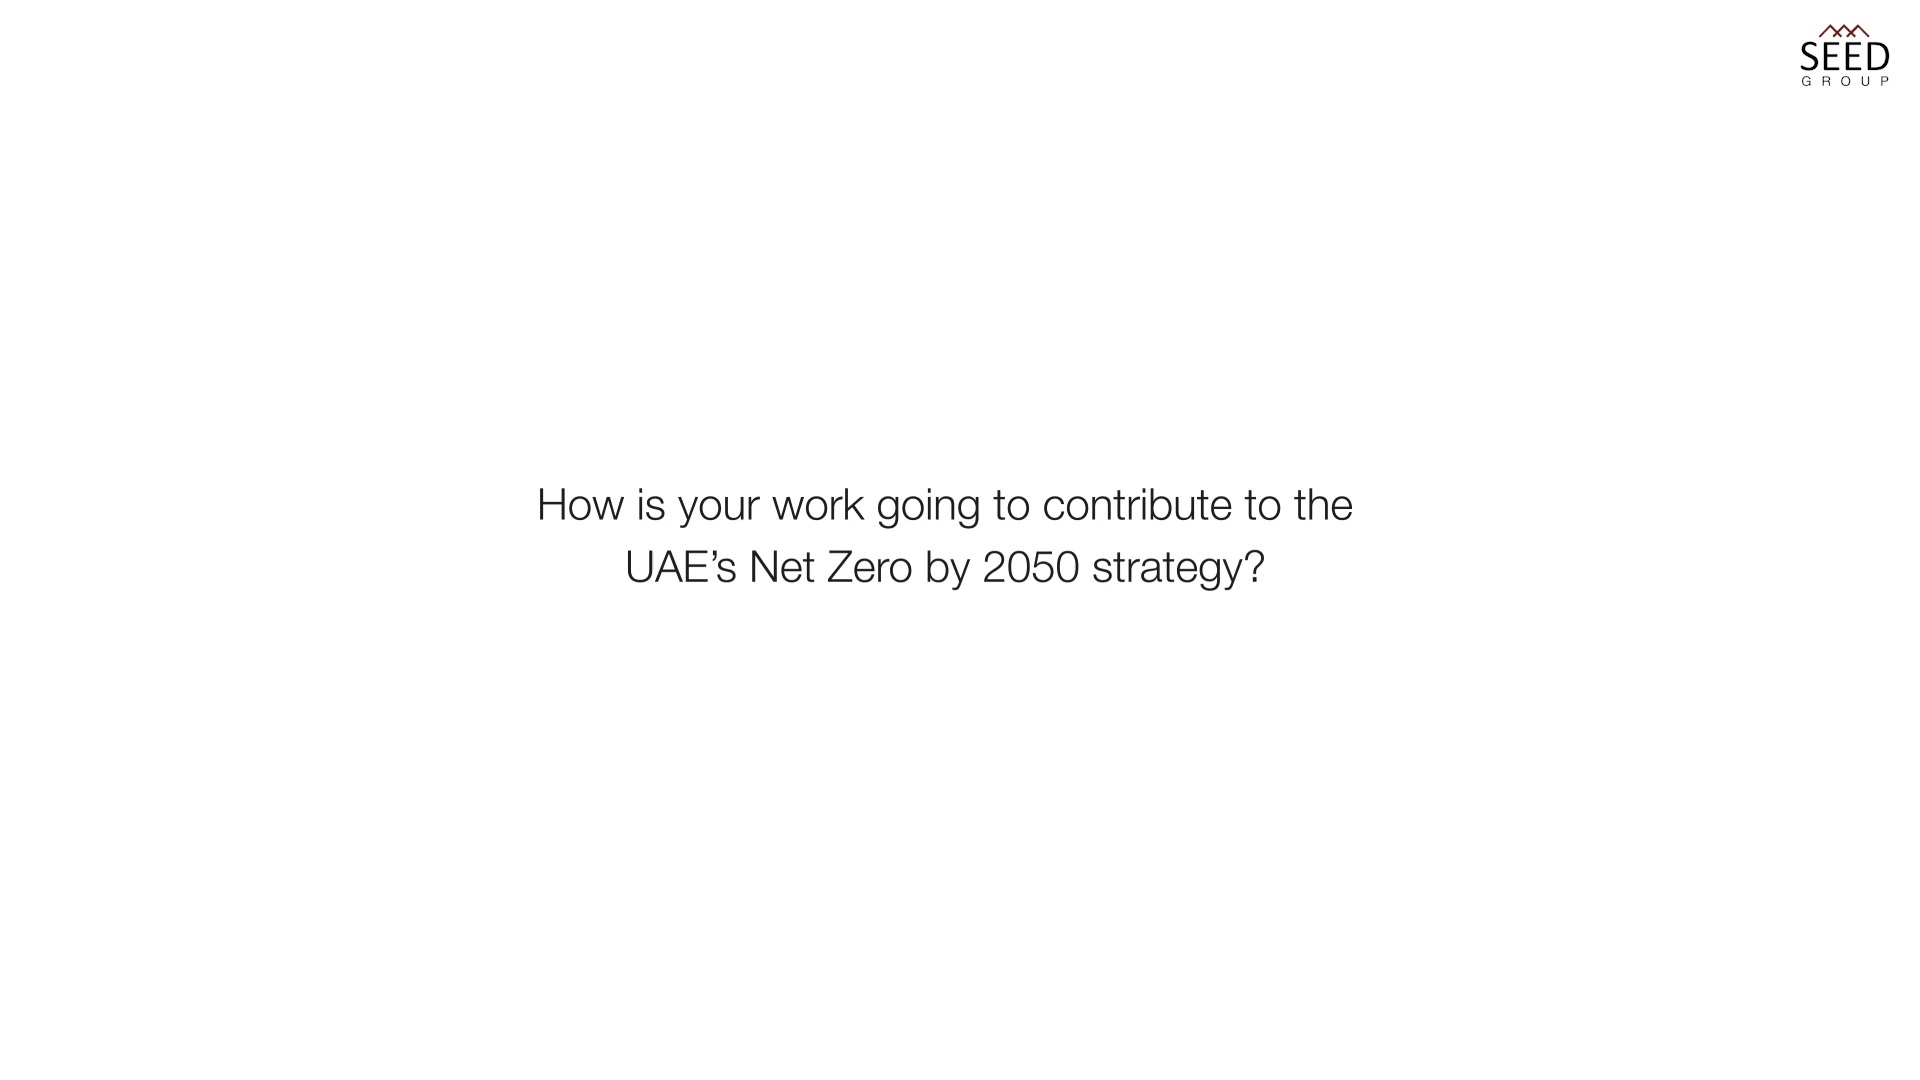 SEED
GROUP
How is your work going to contribute to the
UAE’s Net Zero by 2050 strategy?